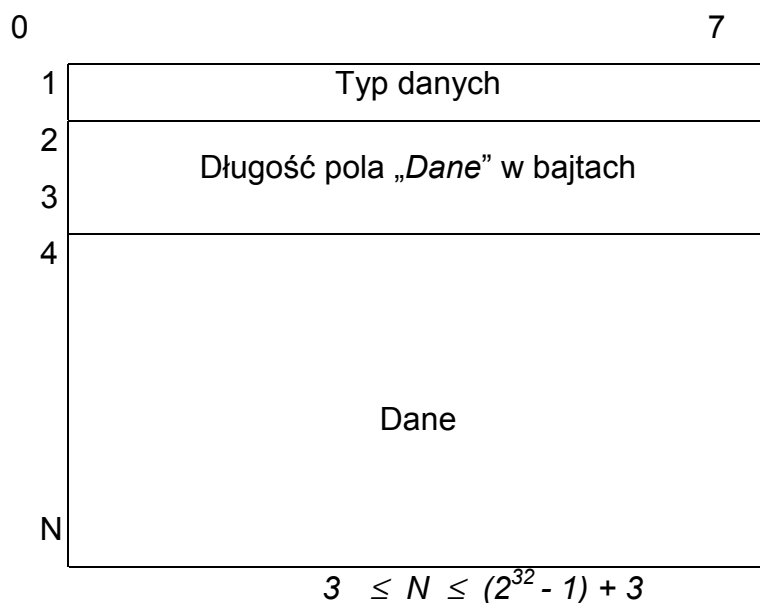 0 7
1 Typ danych
2
Długość pola „Dane” w bajtach
3
4
Dane
N
3 ≤ N ≤ (2^32 - 1) + 3